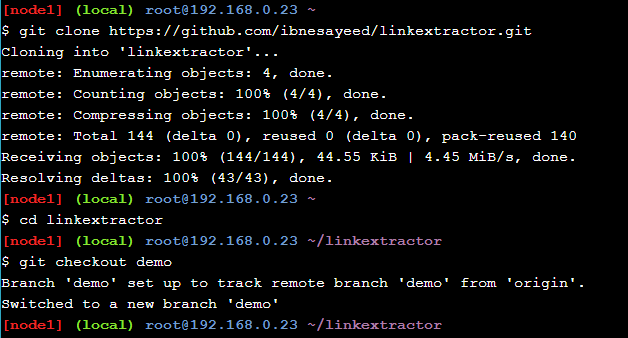 [node1] (local) root@192.168.0.23 ~
$ git clone https://github.com/ibnesayeed/linkextractor.git
Cloning into 'linkextractor'...
remote: Enumerating objects: 4, done.
remote: Counting objects: 100% (4/4), done.
remote: Compressing objects: 100% (4/4), done.
remote: Total 144 (delta 0), reused 0 (delta 0), pack-reused 140
Receiving objects: 100% (144/144), 44.55 KiB | 4.45 MiB/s, done.
Resolving deltas: 100% (43/43), done.
[node1] (local) root@192.168.0.23 ~
$ cd linkextractor
[node1] (local) root@192.168.0.23 ~/linkextractor
$ git checkout demo
Branch 'demo' set up to track remote branch 'demo' from 'origin'.
Switched to a new branch 'demo'
[node1] (local) root@192.168.0.23 ~/linkextractor